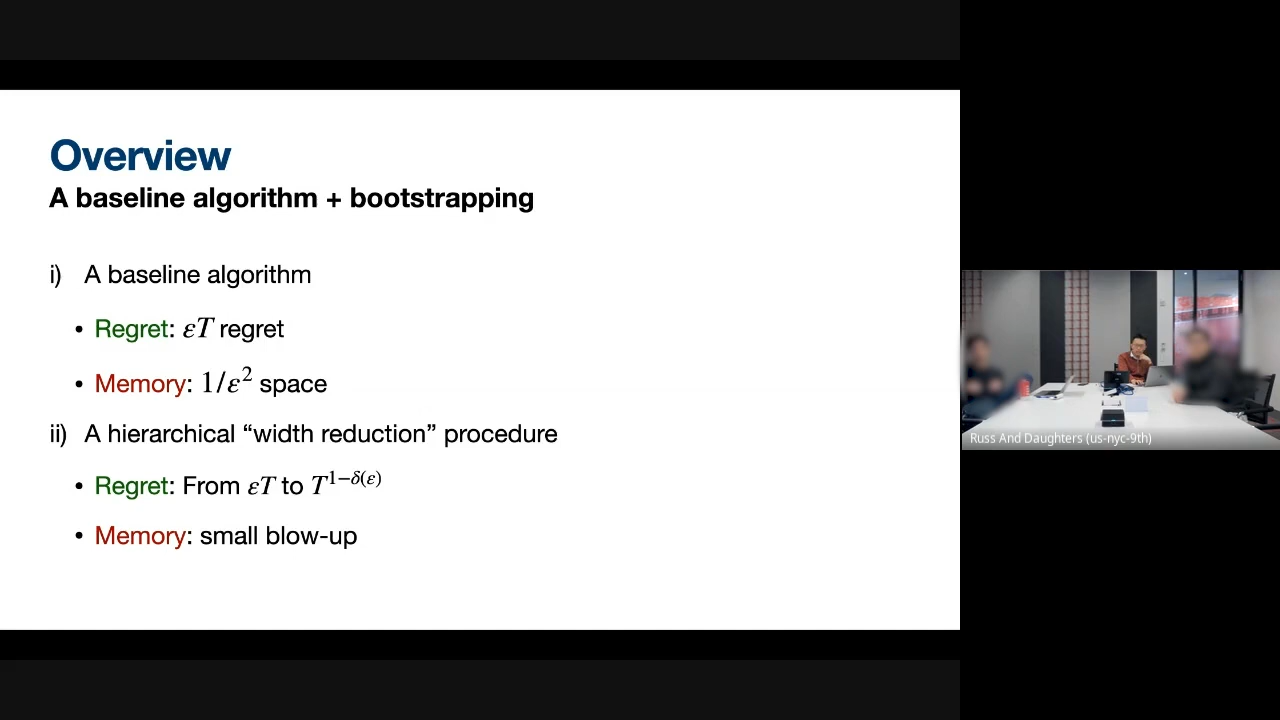 Overview
A baseline algorithm + bootstrapping
i) A baseline algorithm
• Regret: εT regret
• Memory: 1/ε² space
ii) A hierarchical “width reduction” procedure
• Regret: From εT to T^{1−δ(ε)}
• Memory: small blow-up
Russ And Daughters (us-nyc-9th)